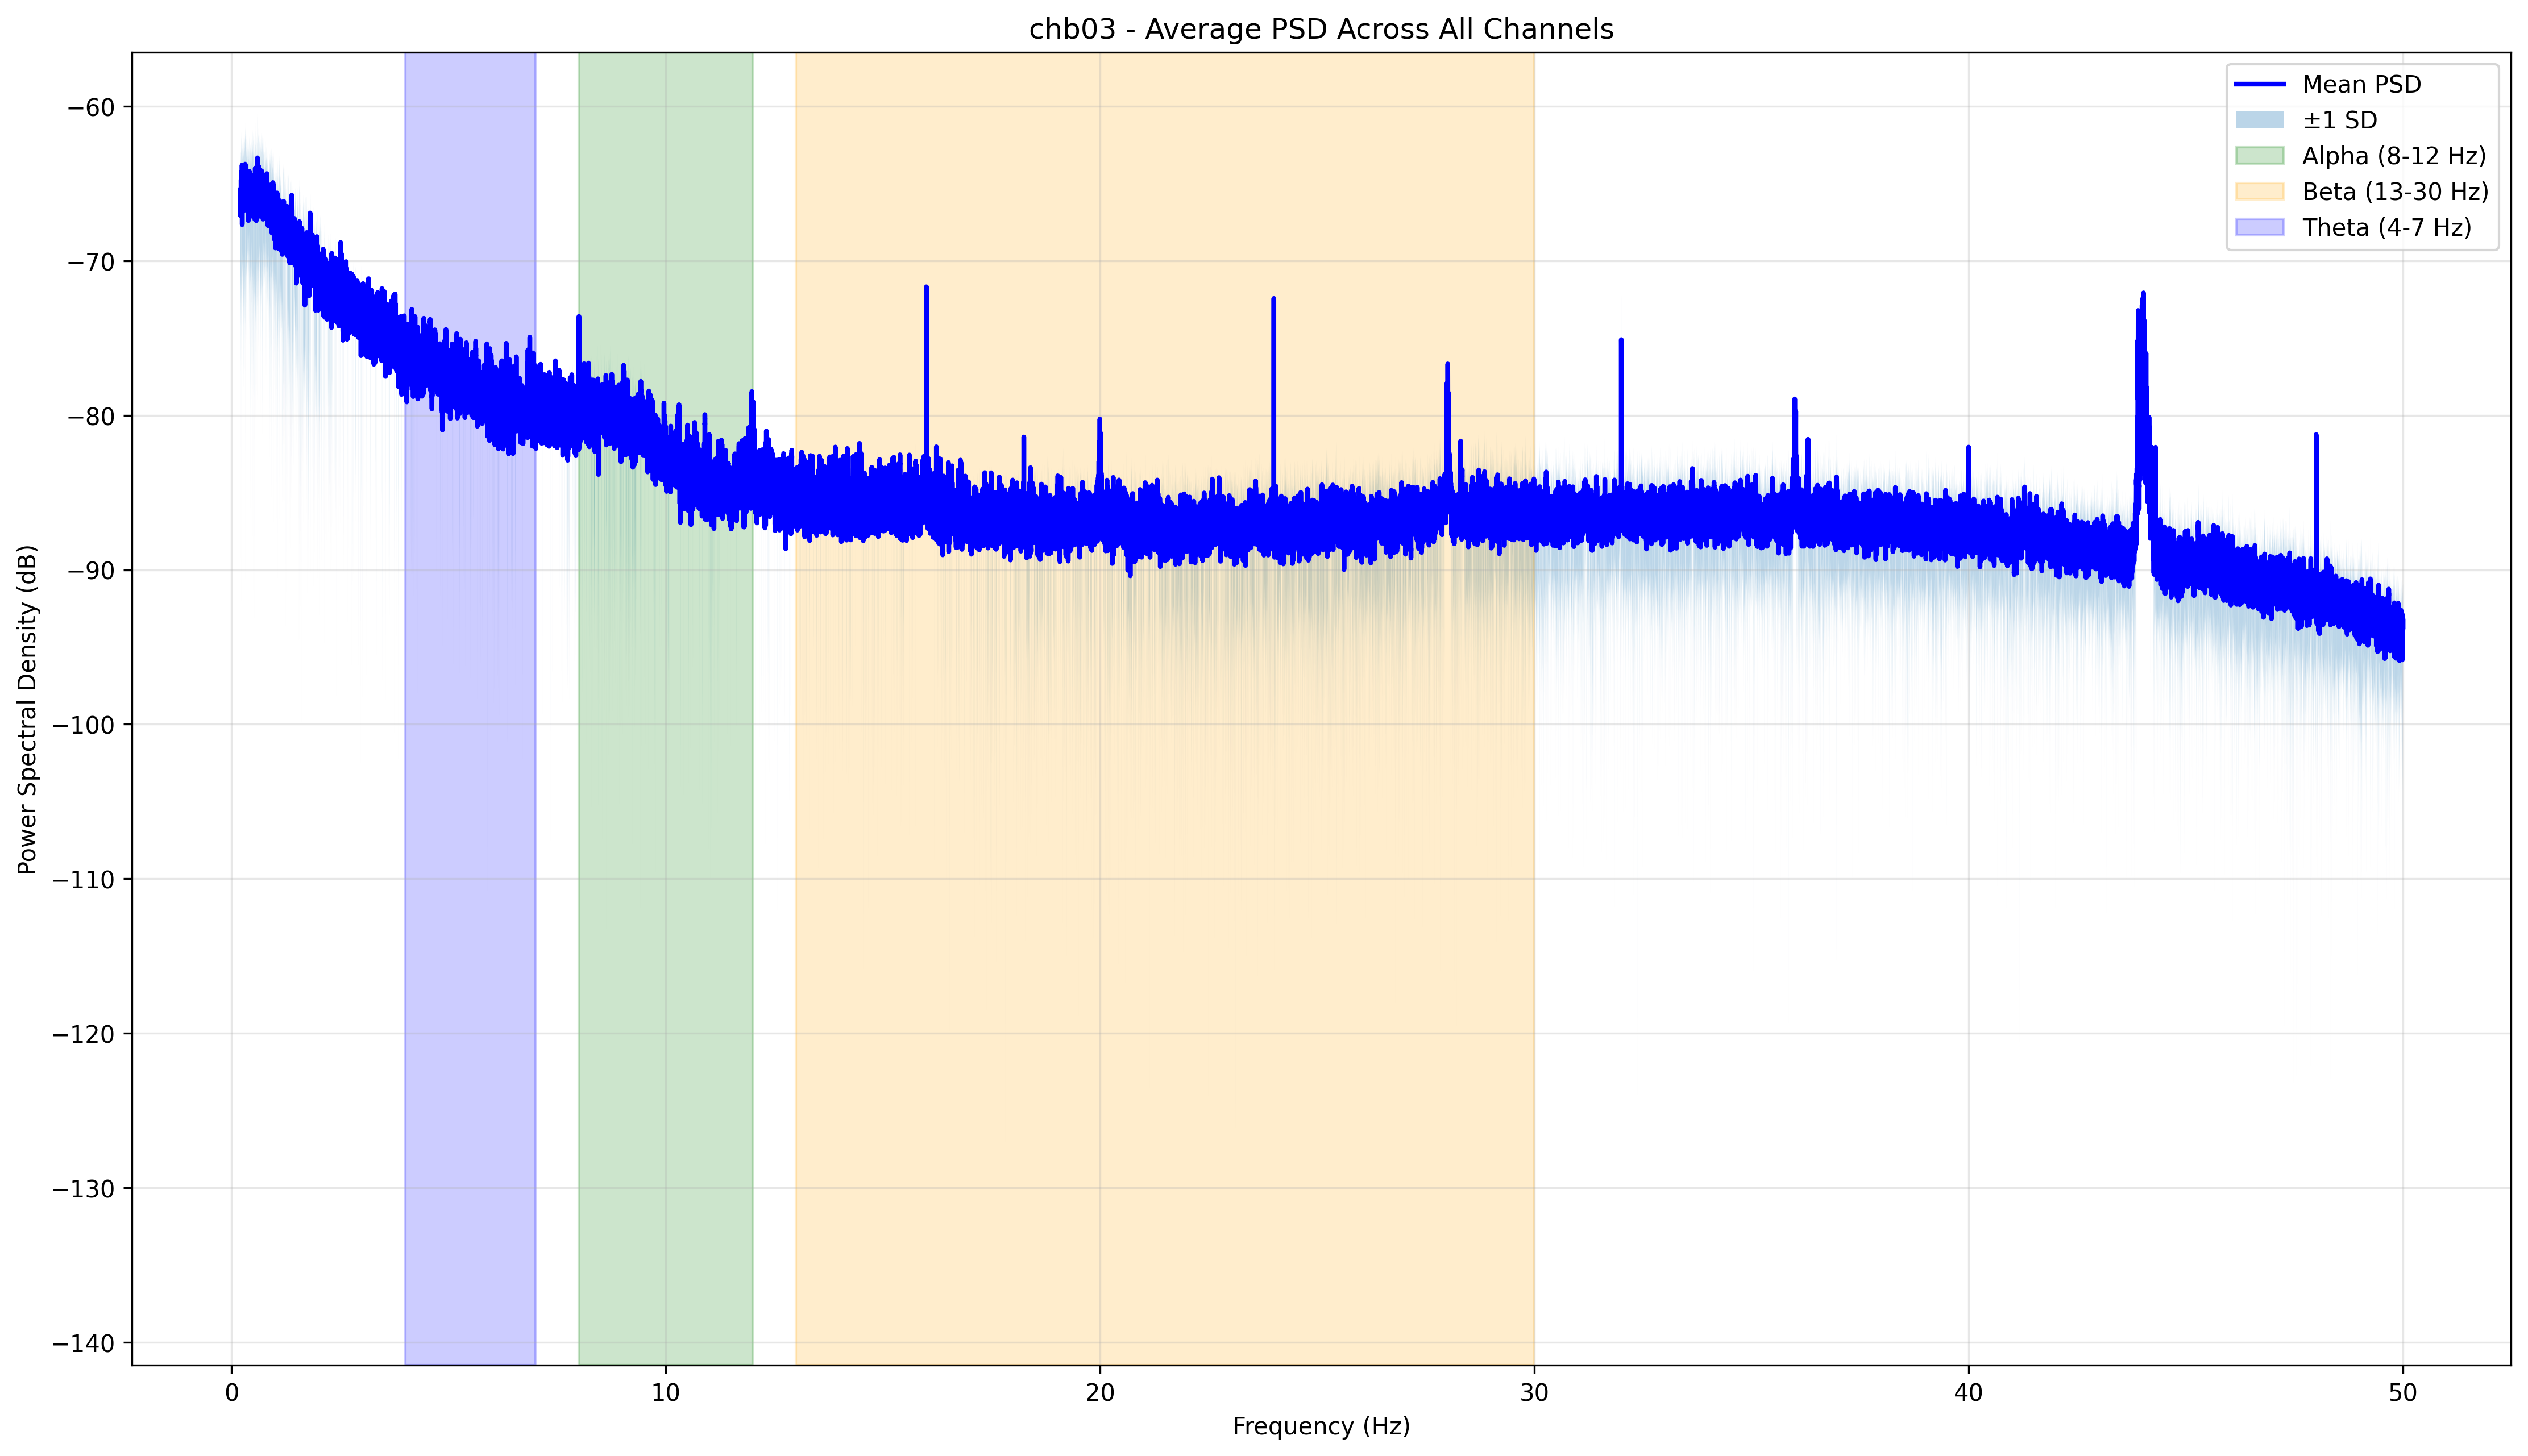 chb03 - Average PSD Across All Channels
Power Spectral Density (dB)
−60
−70
−80
−90
−100
−110
−120
−130
−140
Mean PSD
±1 SD
Alpha (8-12 Hz)
Beta (13-30 Hz)
Theta (4-7 Hz)
0 10 20 30 40 50
Frequency (Hz)